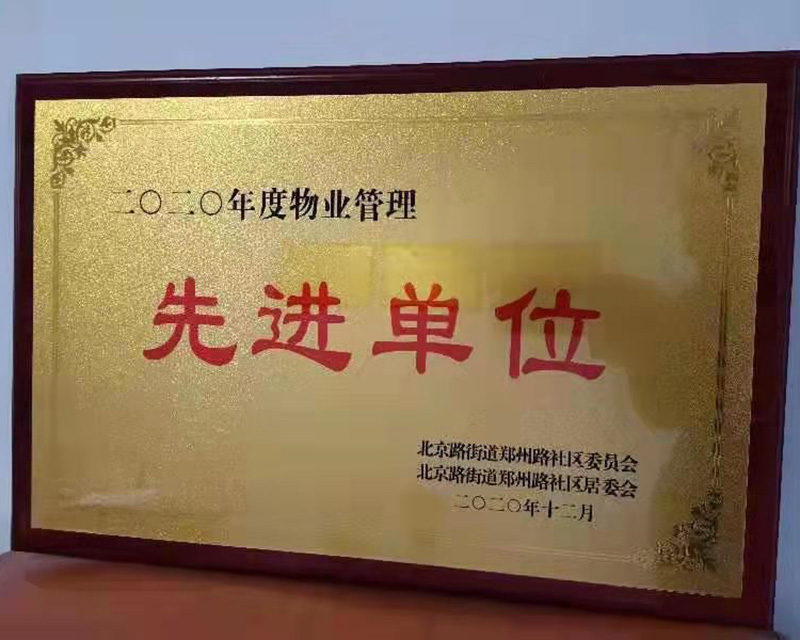 二〇二〇年度物业管理
先进单位
北京路街道郑州路社区委员会
北京路街道郑州路社区居委会
二〇二〇年十二月